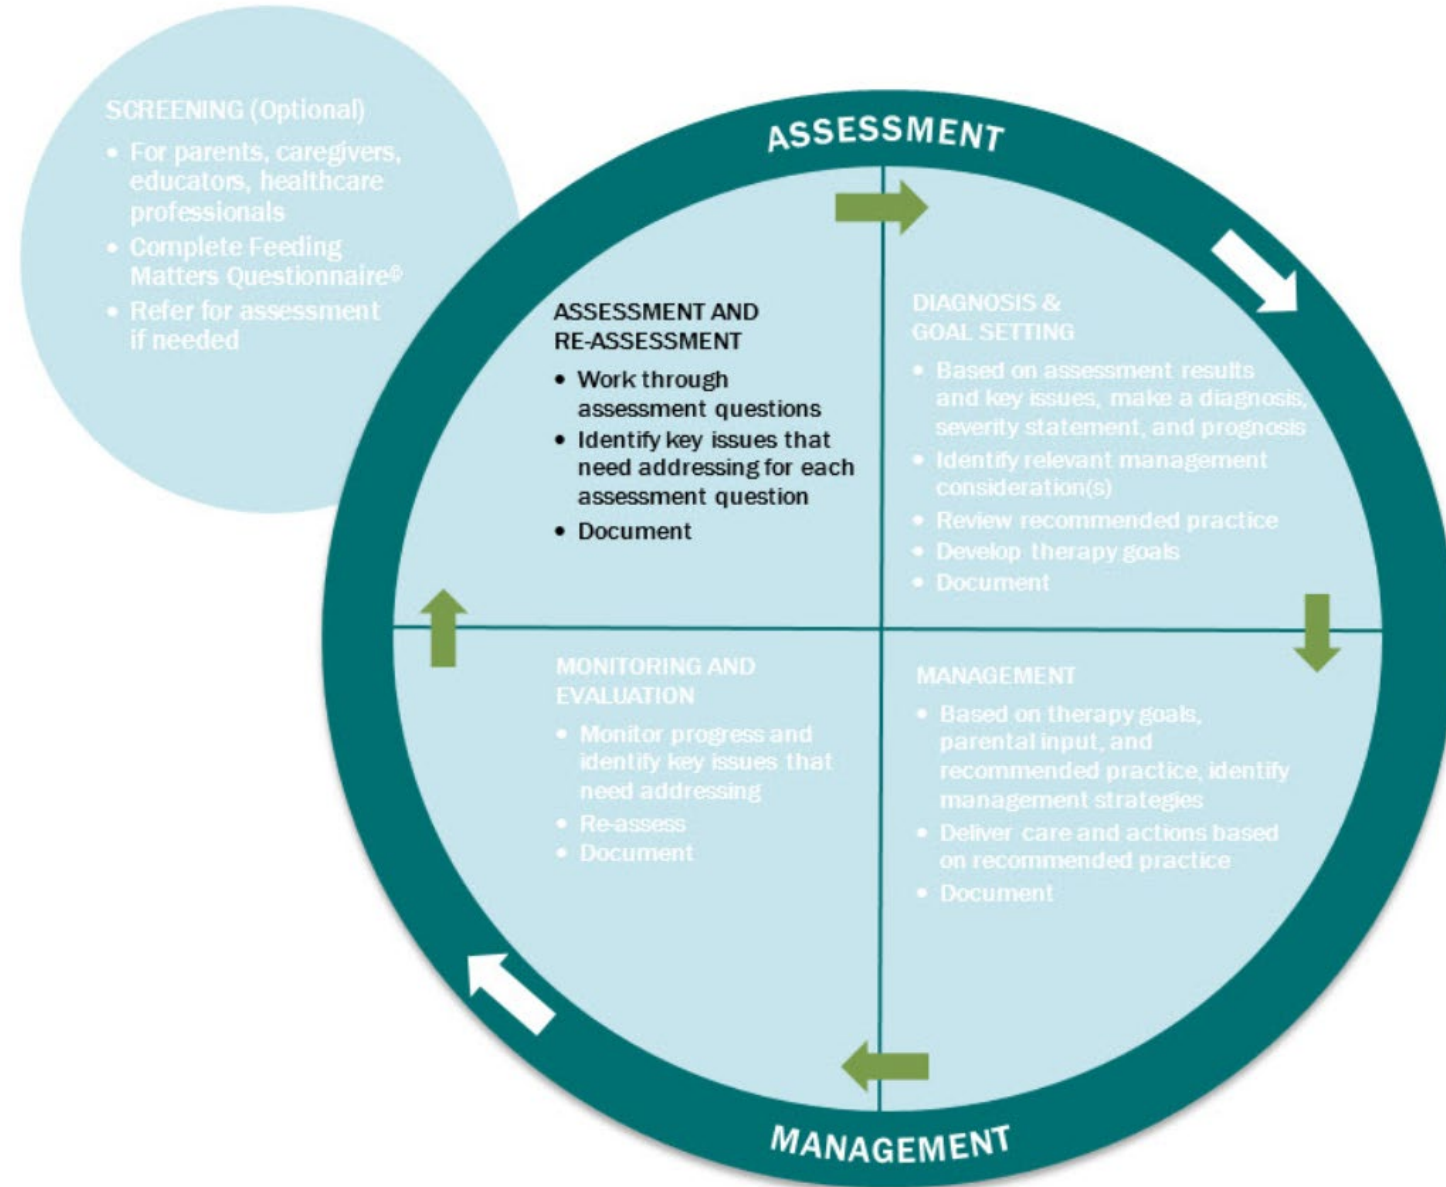 SCREENING (Optional)
• For parents, caregivers,
educators, healthcare
professionals
• Complete Feeding
Matters Questionnaire©
• Refer for assessment
if needed
ASSESSMENT
ASSESSMENT AND
RE-ASSESSMENT
• Work through
assessment questions
• Identify key issues that
need addressing for each
assessment question
• Document
DIAGNOSIS &
GOAL SETTING
• Based on assessment results
and key issues, make a diagnosis,
severity statement, and prognosis
• Identify relevant management
consideration(s)
• Review recommended practice
• Develop therapy goals
• Document
MONITORING AND
EVALUATION
• Monitor progress and
identify key issues that
need addressing
• Re-assess
• Document
MANAGEMENT
• Based on therapy goals,
parental input, and
recommended practice, identify
management strategies
• Deliver care and actions based
on recommended practice
• Document
MANAGEMENT